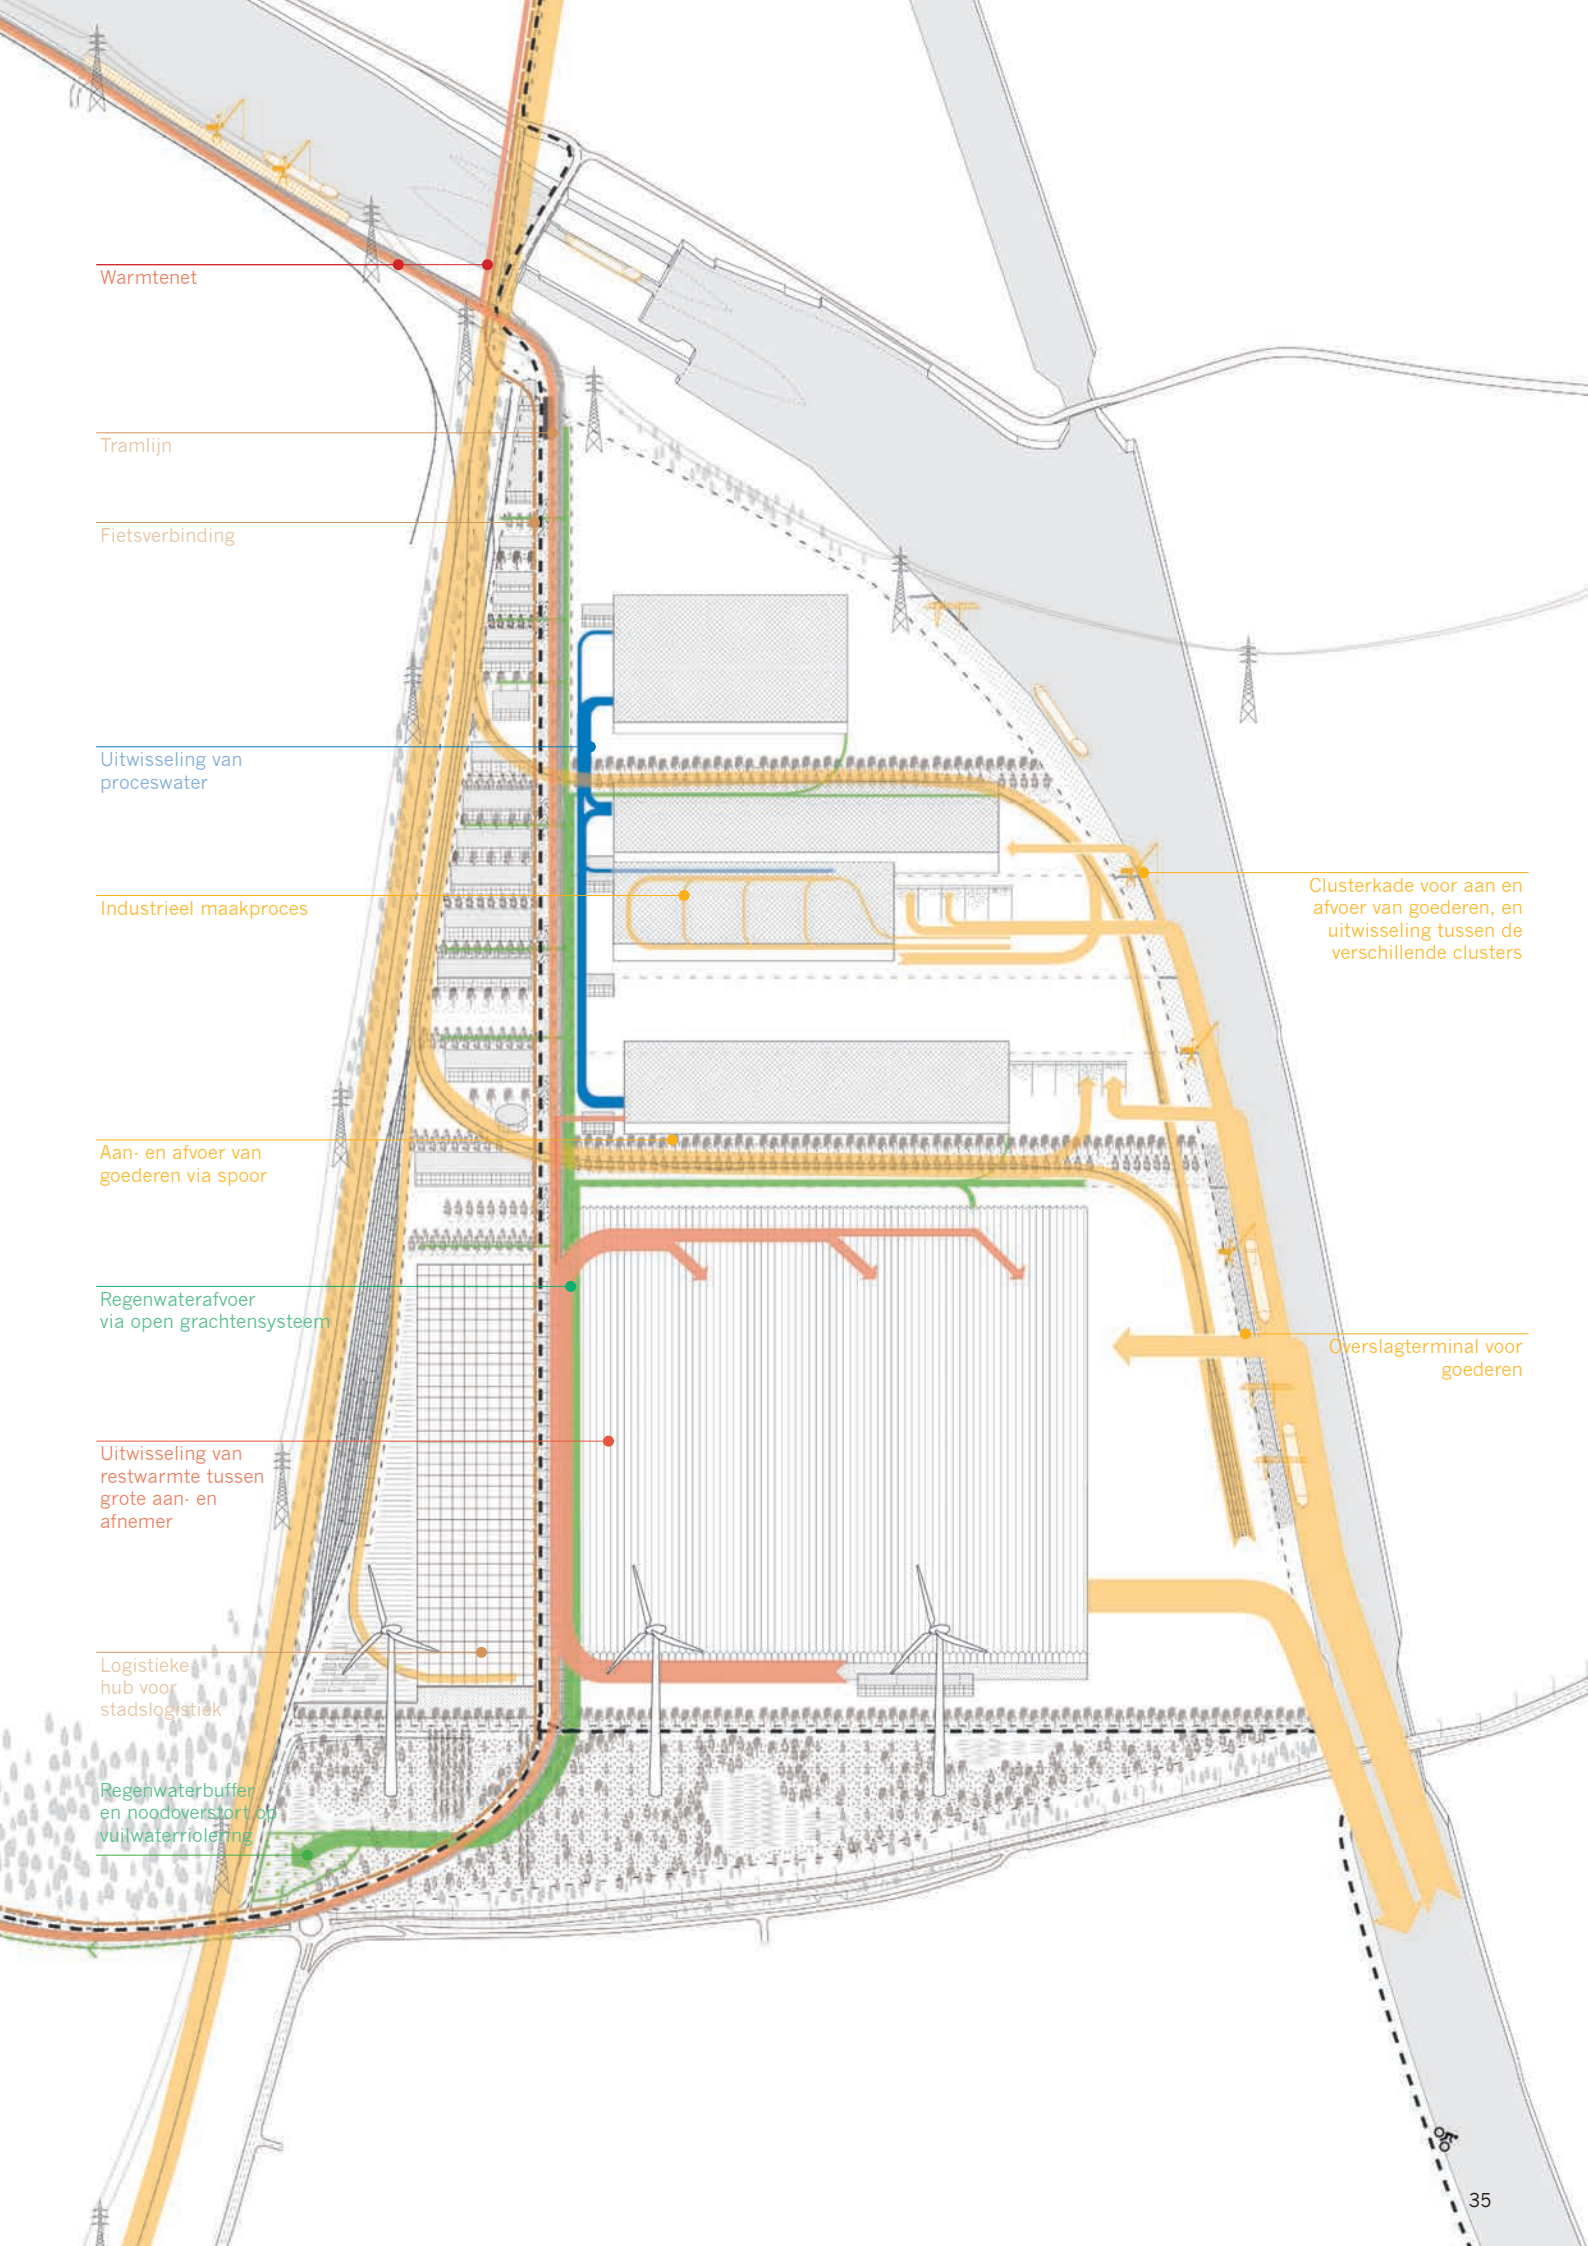 Warmtenet
Tramlijn
Fietsverbinding
Uitwisseling van
proceswater
Industrieel maakproces
Clusterkade voor aan en
afvoer van goederen, en
uitwisseling tussen de
verschillende clusters
Aan- en afvoer van
goederen via spoor
Regenwaterafvoer
via open grachtensysteem
Overslagterminal voor
goederen
Uitwisseling van
restwarmte tussen
grote aan- en
afnemer
Logistieke
hub voor
stadslogistiek
Regenwaterbuffer
en noodoverstort op
vuilwaterriolering
35